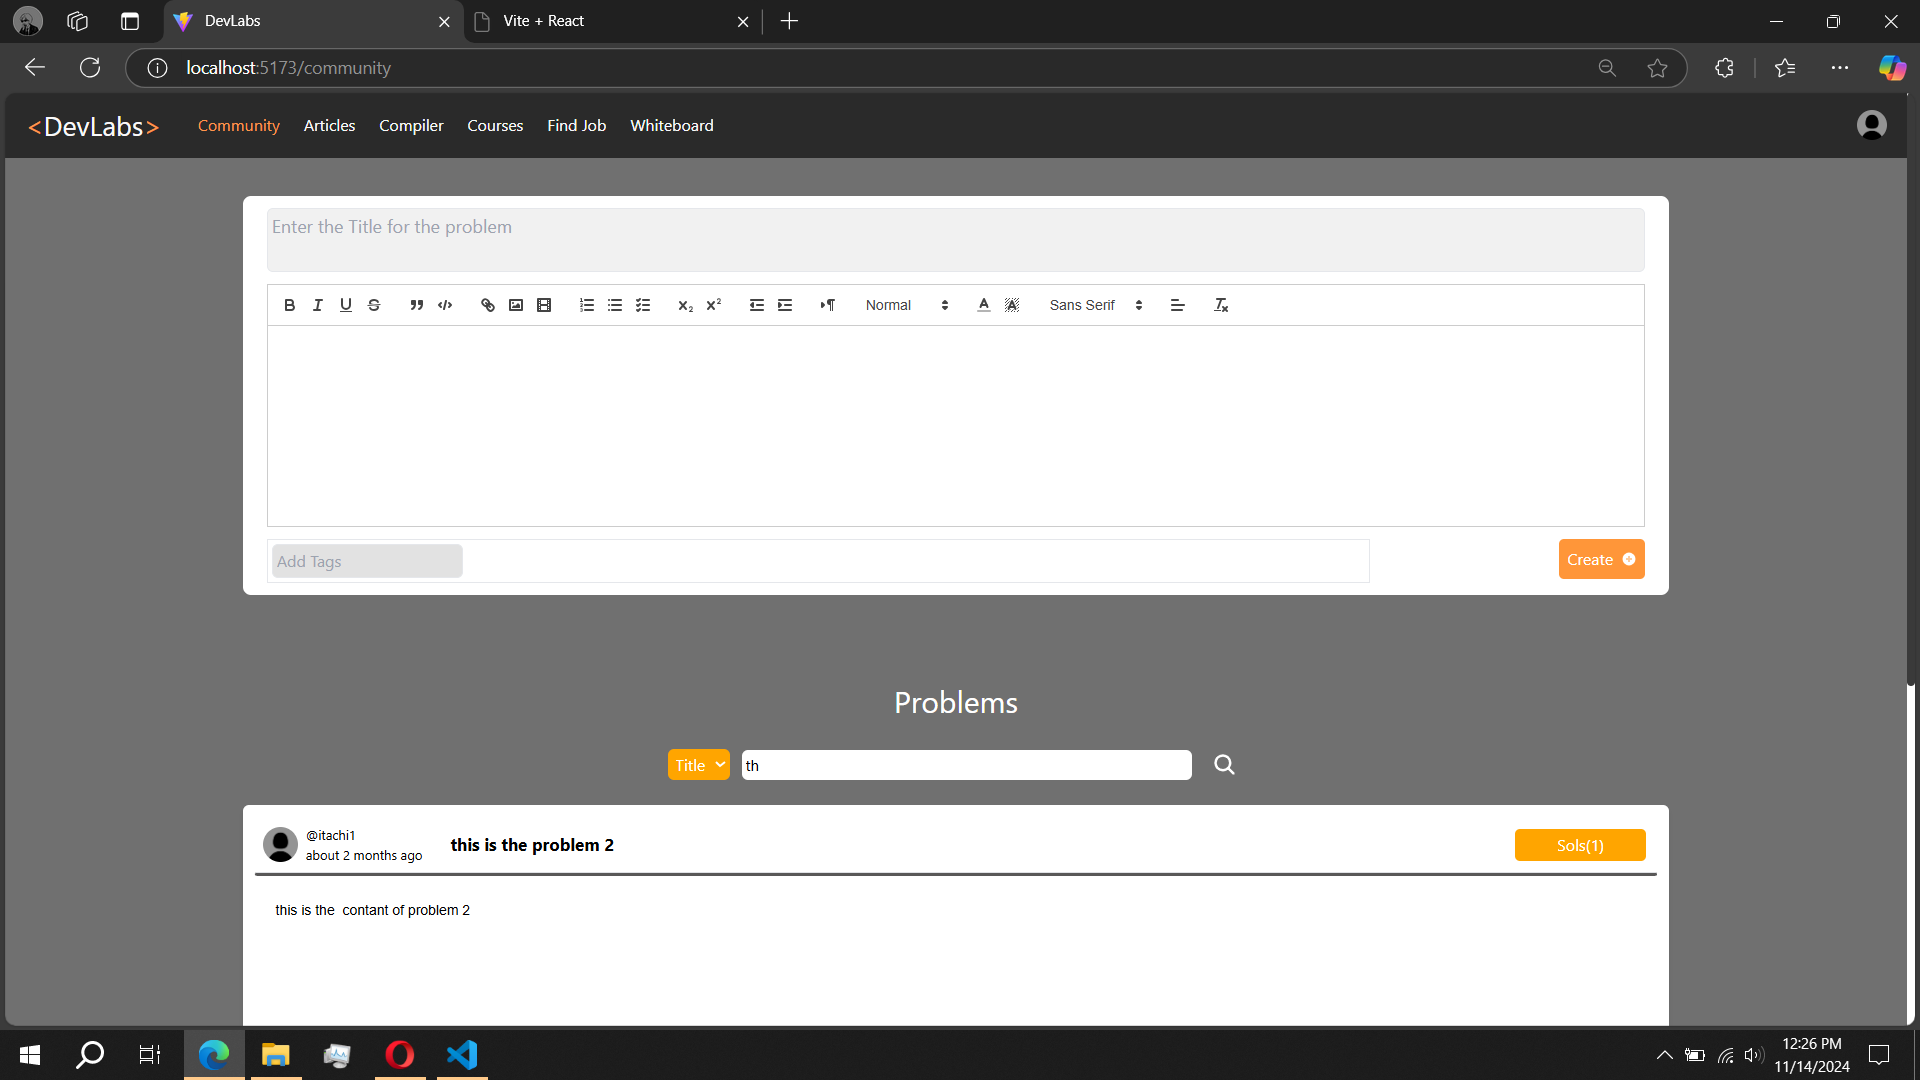 DevLabs
Vite + React
localhost:5173/community
<DevLabs> Community Articles Compiler Courses Find Job Whiteboard
Enter the Title for the problem
B I U S Normal A A Sans Serif
Add Tags
Create
Problems
Title
th
@itachi1
about 2 months ago
this is the problem 2
Sols(1)
this is the  contant of problem 2
12:26 PM
11/14/2024